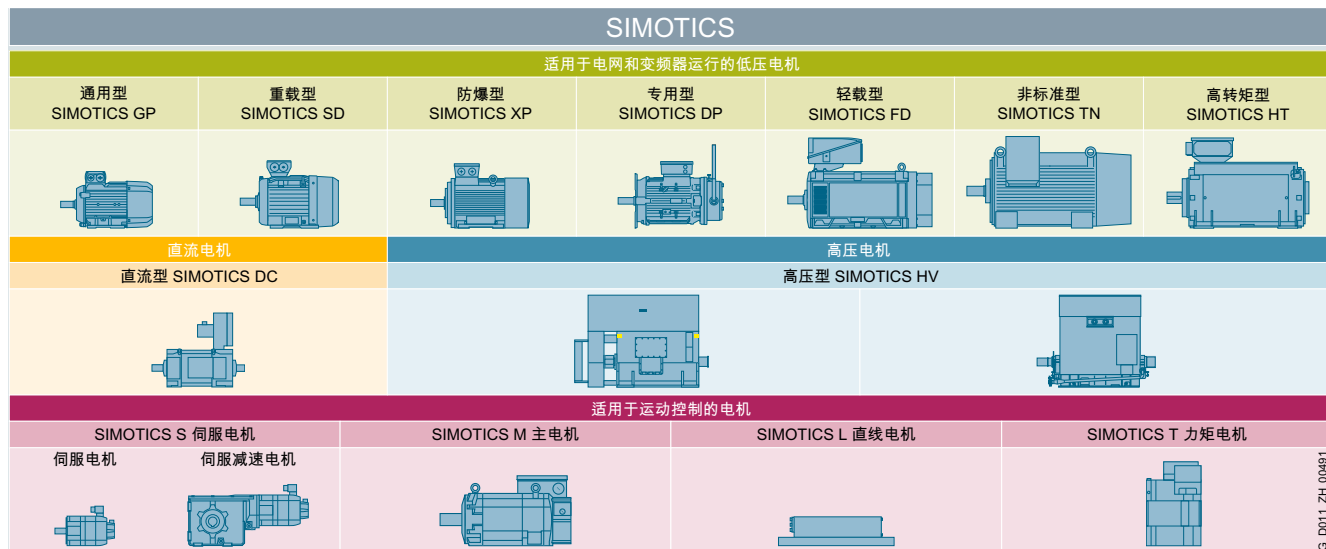 SIMOTICS
适用于电网和变频器运行的低压电机
通用型
SIMOTICS GP
重载型
SIMOTICS SD
防爆型
SIMOTICS XP
专用型
SIMOTICS DP
轻载型
SIMOTICS FD
非标准型
SIMOTICS TN
高转矩型
SIMOTICS HT
直流电机
高压电机
直流型 SIMOTICS DC
高压型 SIMOTICS HV
适用于运动控制的电机
SIMOTICS S 伺服电机
SIMOTICS M 主电机
SIMOTICS L 直线电机
SIMOTICS T 力矩电机
伺服电机
伺服减速电机
G_D011_ZH_00491